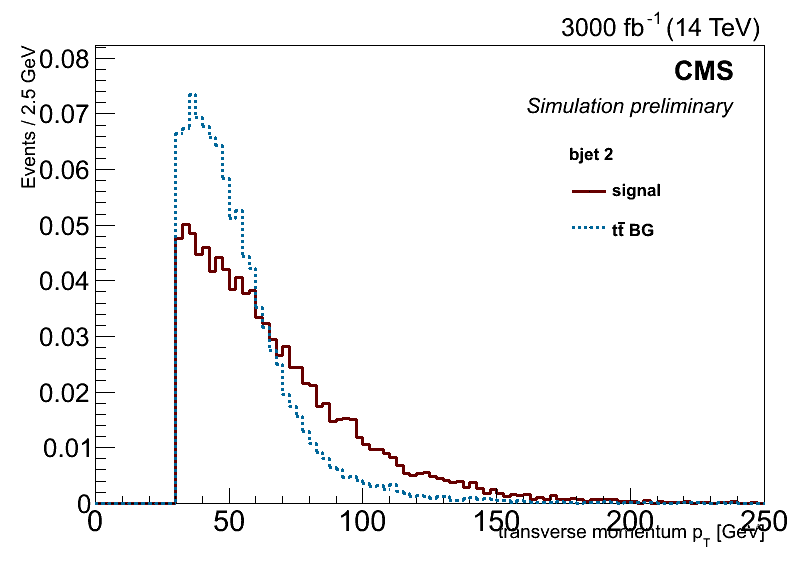 3000 fb⁻¹ (14 TeV)
CMS
Simulation preliminary
bjet 2
signal
tt̄ BG
Events / 2.5 GeV
0.08
0.07
0.06
0.05
0.04
0.03
0.02
0.01
0
0 50 100 150 200 250
transverse momentum p_T [GeV]